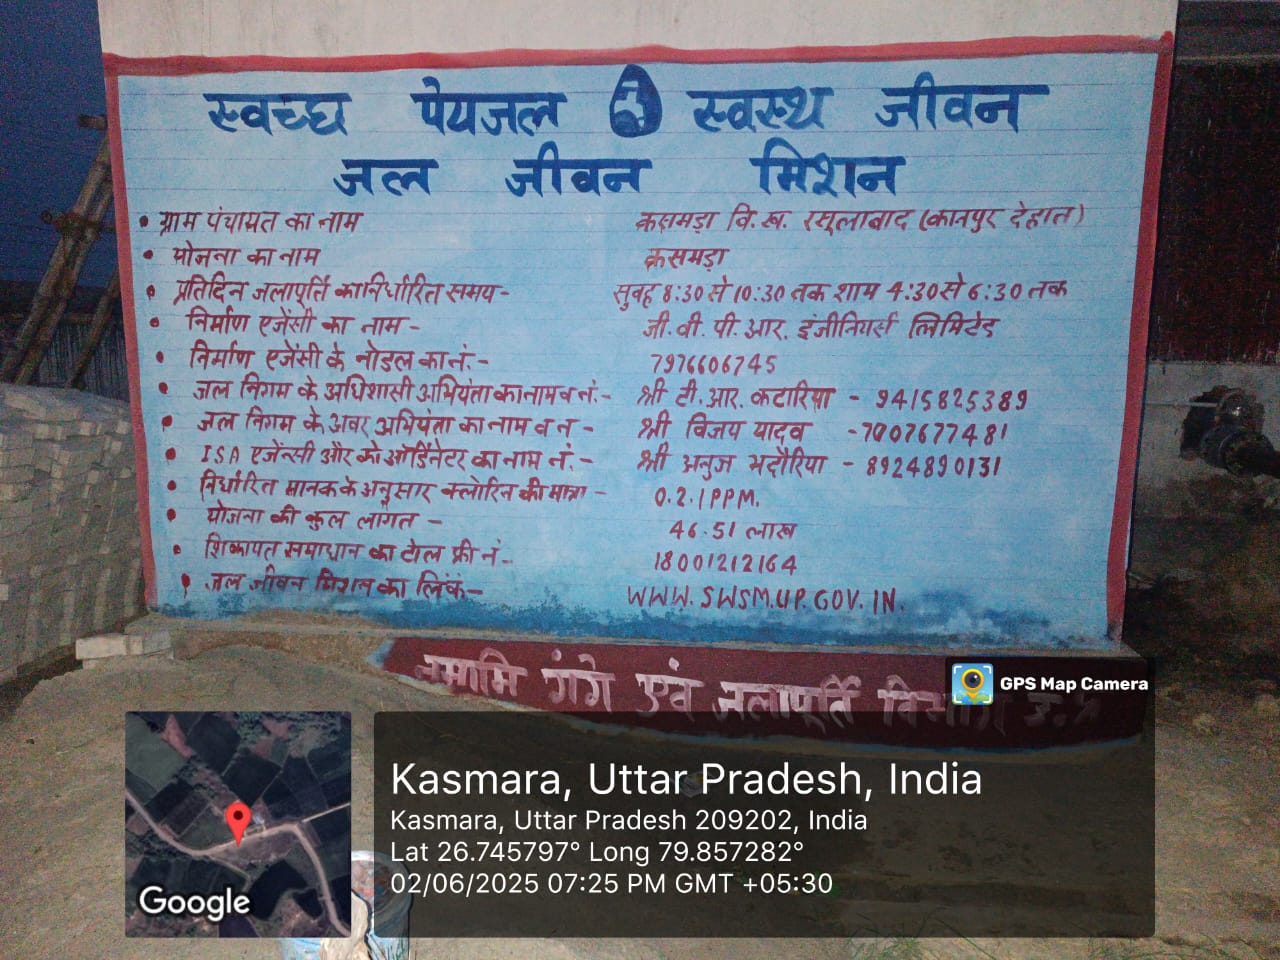 स्वच्छ पेयजल स्वस्थ जीवन
जल जीवन मिशन
• ग्राम पंचायत का नाम कसमड़ा वि.ख. रसूलाबाद (कानपुर देहात)
• योजना का नाम कसमड़ा
• प्रतिदिन जलापूर्ति का निर्धारित समय- सुबह 8:30 से 10:30 तक शाम 4:30 से 6:30 तक
• निर्माण एजेंसी का नाम- जी. वी. पी. आर. इंजीनियर्स लिमिटेड
• निर्माण एजेंसी के नोडल का नं.- 7976606745
• जल निगम के अधिशासी अभियंता का नाम व नं.- श्री टी. आर. कटारिया - 9415825389
• जल निगम के अवर अभियंता का नाम व न- श्री विजय यादव -7007677481
• ISA एजेन्सी और को ऑर्डिनेटर का नाम नं.- श्री अनुज भदौरिया - 8924890131
• निर्धारित मानक के अनुसार क्लोरिन की मात्रा- 0.2.1PPM.
• योजना की कुल लागत - 46.51 लाख
• शिकायत समाधान का टोल फ्री नं- 18001212164
• जल जीवन मिशन का लिंक- WWW.SWSM.UP.GOV.IN.
नमामि गंगे एवं जलापूर्ति विभाग उ.प्र
GPS Map Camera
Kasmara, Uttar Pradesh, India
Kasmara, Uttar Pradesh 209202, India
Lat 26.745797° Long 79.857282°
02/06/2025 07:25 PM GMT +05:30
Google